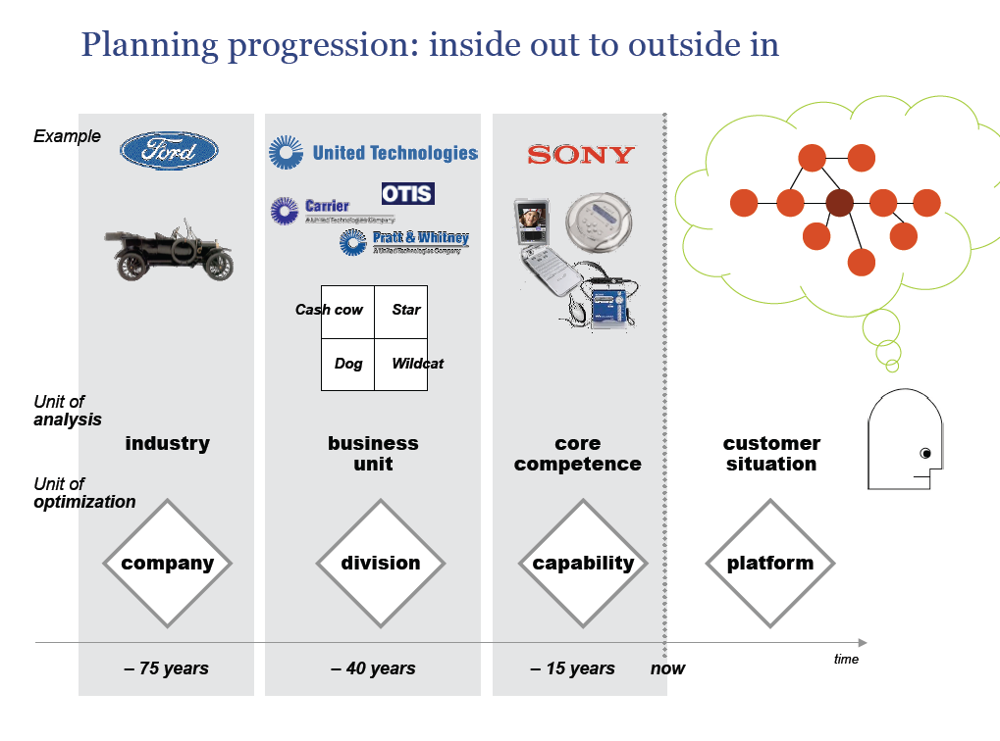 Planning progression: inside out to outside in
Example
Ford
United Technologies
OTIS
Carrier
A United Technologies Company
Pratt & Whitney
A United Technologies Company
SONY
Cash cow
Star
Dog
Wildcat
Unit of
analysis
industry
business
unit
core
competence
customer
situation
Unit of
optimization
company
division
capability
platform
– 75 years
– 40 years
– 15 years
now
time